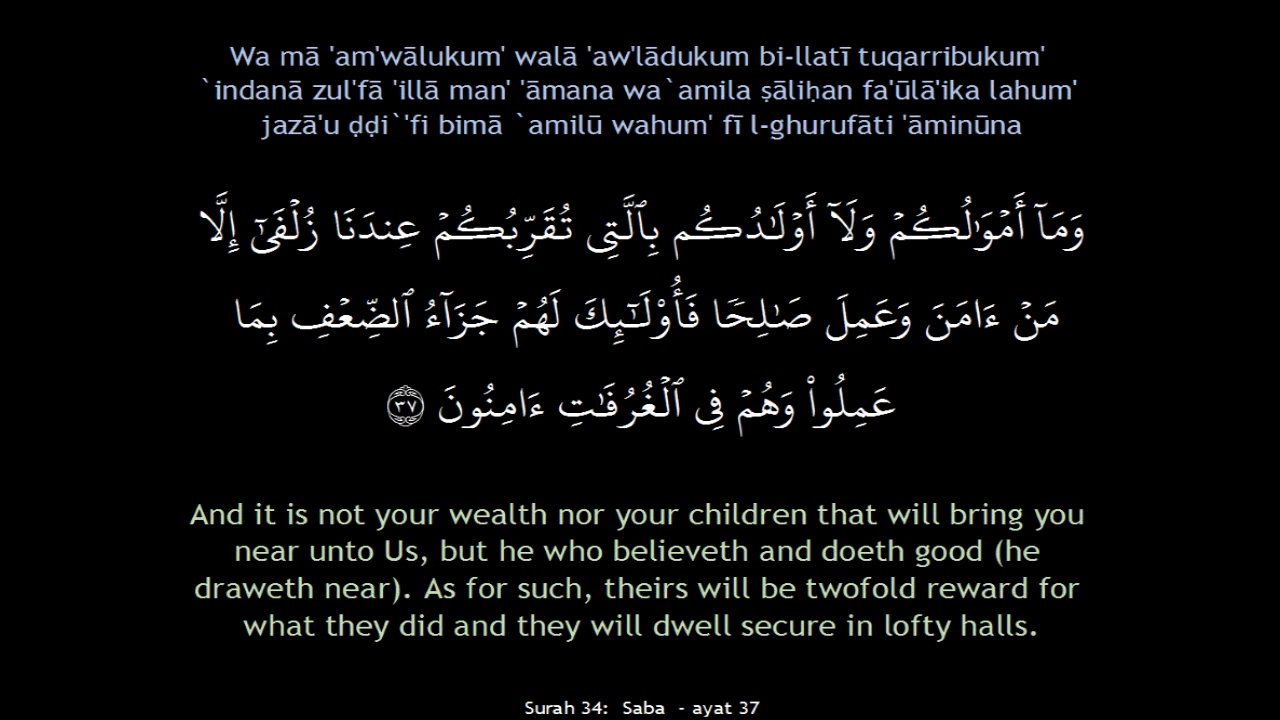 Wa mā 'am'wālukum' walā 'aw'lādukum bi-llatī tuqarribukum'
`indanā zul'fā 'illā man' 'āmana wa`amila ṣāliḥan fa'ūlā'ika lahum'
jazā'u ḍḍi`'fi bimā `amilū wahum' fī l-ghurufāti 'āminūna
وَمَآ أَمْوَٰلُكُمْ وَلَآ أَوْلَٰدُكُم بِٱلَّتِى تُقَرِّبُكُمْ عِندَنَا زُلْفَىٰٓ إِلَّا
مَنْ ءَامَنَ وَعَمِلَ صَٰلِحًا فَأُو۟لَٰٓئِكَ لَهُمْ جَزَآءُ ٱلضِّعْفِ بِمَا
عَمِلُوا۟ وَهُمْ فِى ٱلْغُرُفَٰتِ ءَامِنُونَ ٣٧
And it is not your wealth nor your children that will bring you
near unto Us, but he who believeth and doeth good (he
draweth near). As for such, theirs will be twofold reward for
what they did and they will dwell secure in lofty halls.
Surah 34: Saba - ayat 37